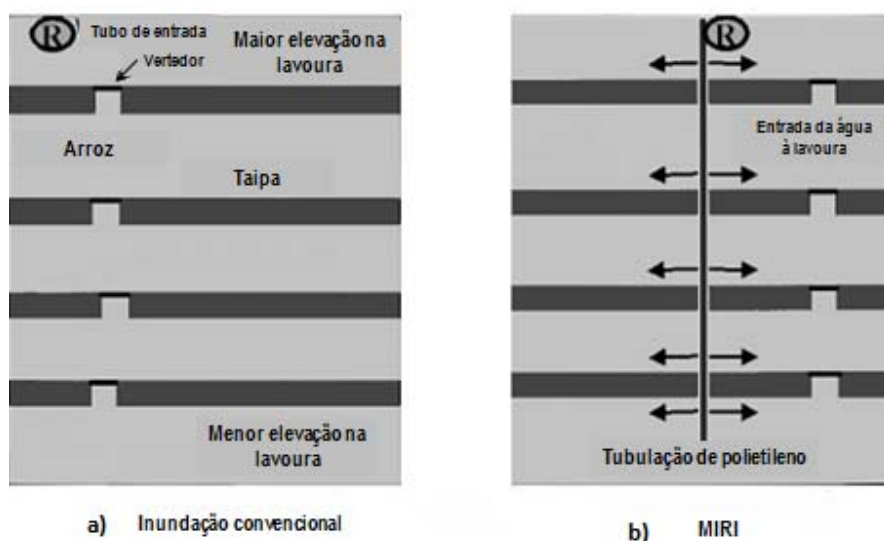 ®
Tubo de entrada
Vertedor
Maior elevação na
lavoura
Arroz
Taipa
Menor elevação na
lavoura
a) Inundação convencional
®
Entrada da água
à lavoura
Tubulação de polietileno
b) MIRI